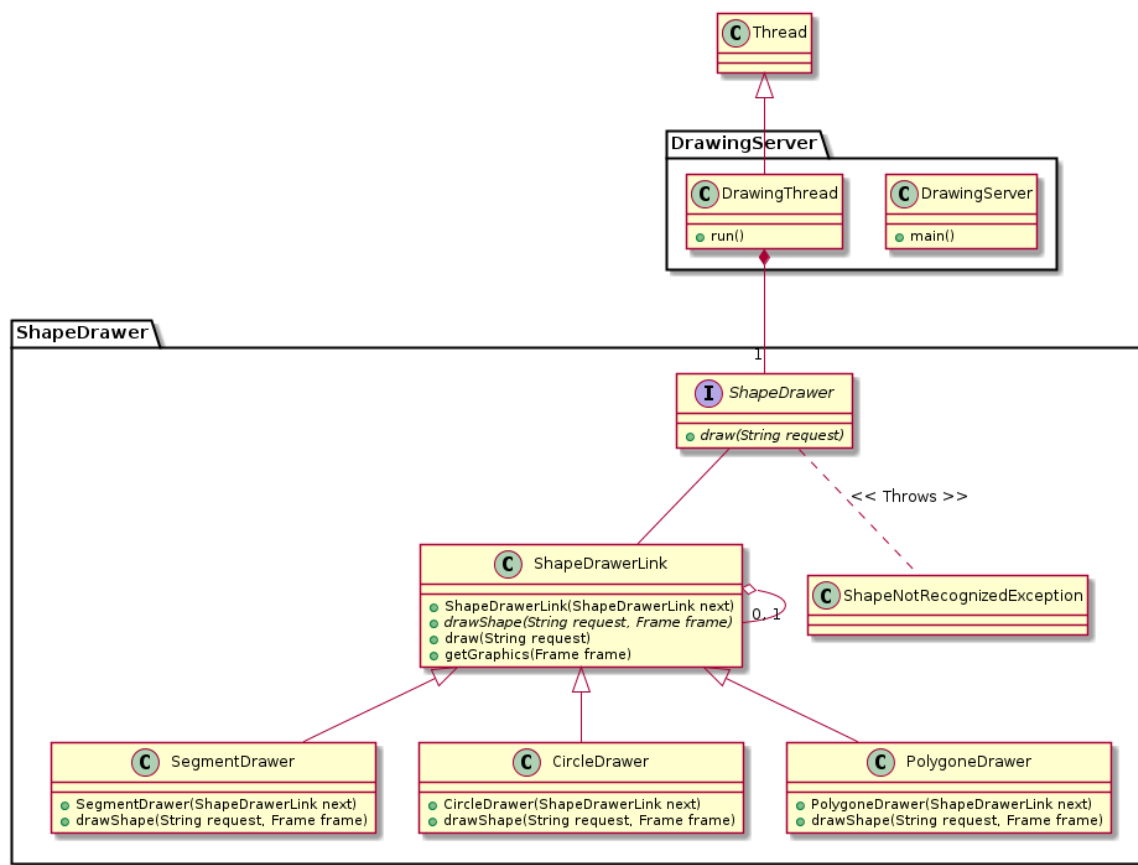 C Thread
DrawingServer
C DrawingThread
run()
C DrawingServer
main()
ShapeDrawer
1
I ShapeDrawer
draw(String request)
<< Throws >>
C ShapeDrawerLink
ShapeDrawerLink(ShapeDrawerLink next)
drawShape(String request, Frame frame)
draw(String request)
getGraphics(Frame frame)
0, 1
C ShapeNotRecognizedException
C SegmentDrawer
SegmentDrawer(ShapeDrawerLink next)
drawShape(String request, Frame frame)
C CircleDrawer
CircleDrawer(ShapeDrawerLink next)
drawShape(String request, Frame frame)
C PolygoneDrawer
PolygoneDrawer(ShapeDrawerLink next)
drawShape(String request, Frame frame)